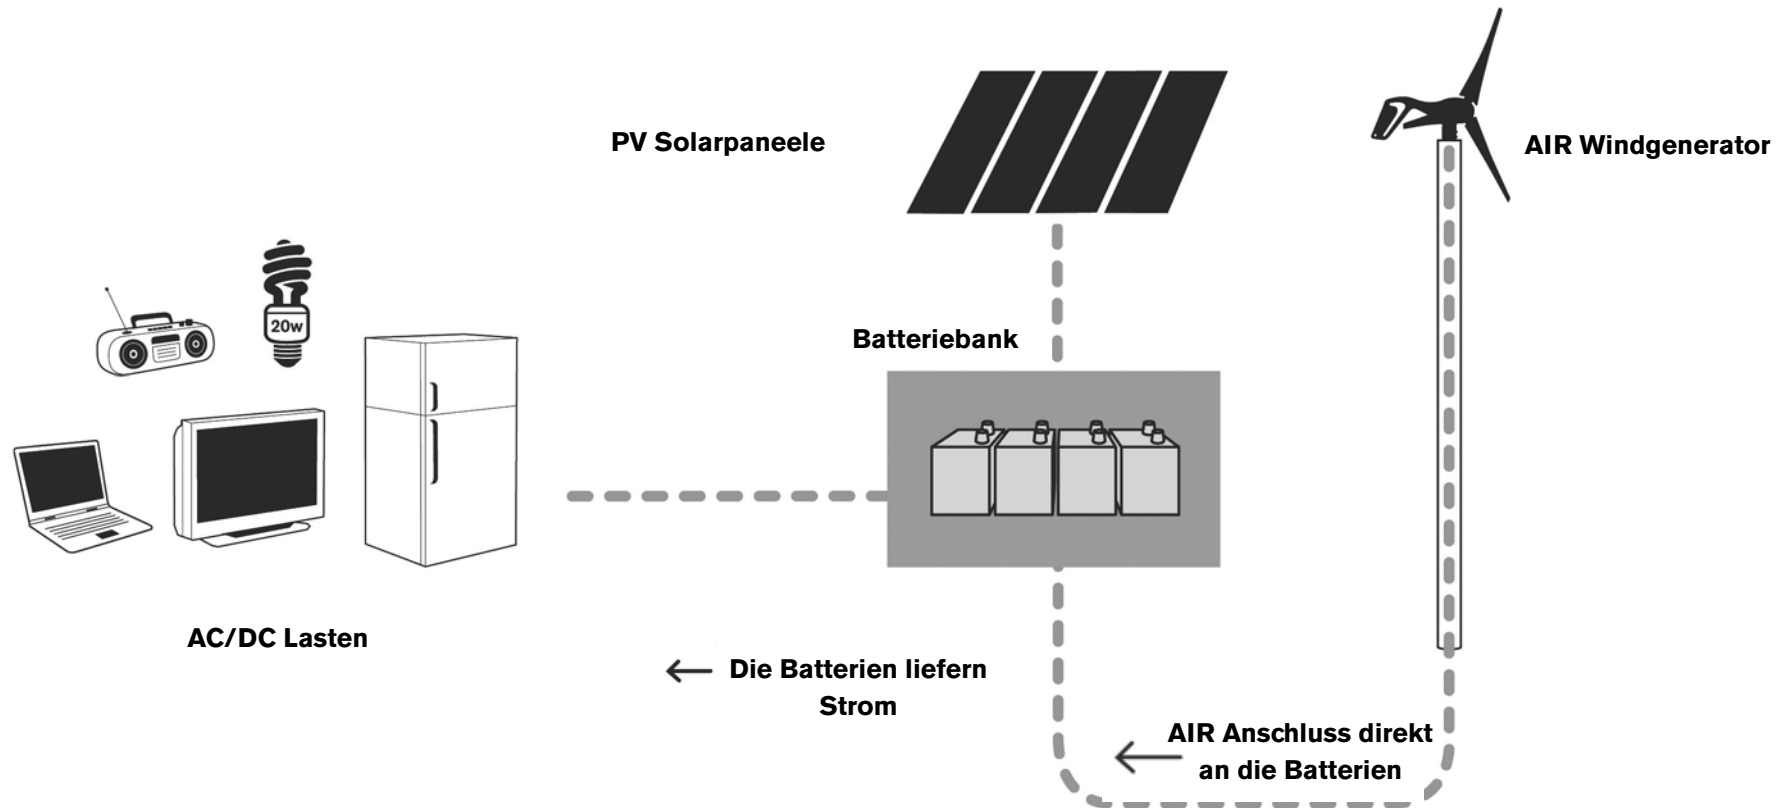 PV Solarpaneele
AIR Windgenerator
20w
Batteriebank
AC/DC Lasten
Die Batterien liefern
Strom
AIR Anschluss direkt
an die Batterien